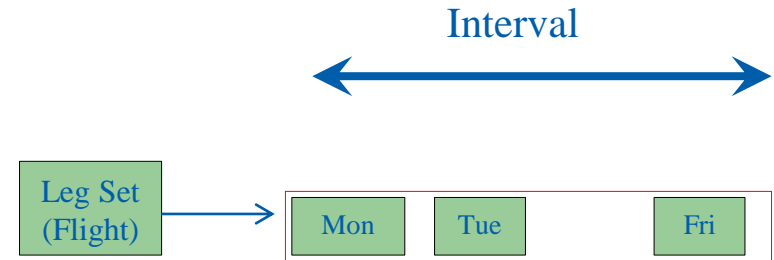 Interval
Leg Set
(Flight)
Mon
Tue
Fri